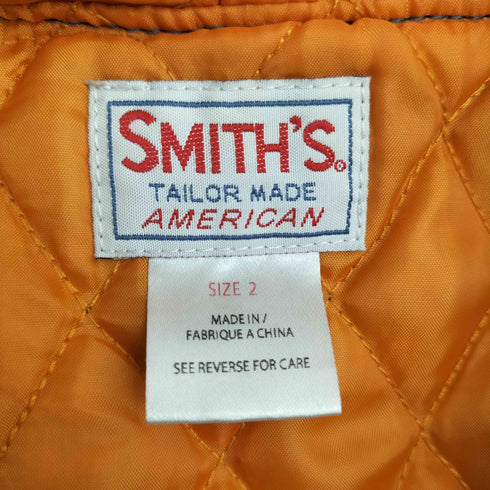 SMITH'S®
TAILOR MADE
AMERICAN
SIZE 2
MADE IN /
FABRIQUE A CHINA
SEE REVERSE FOR CARE